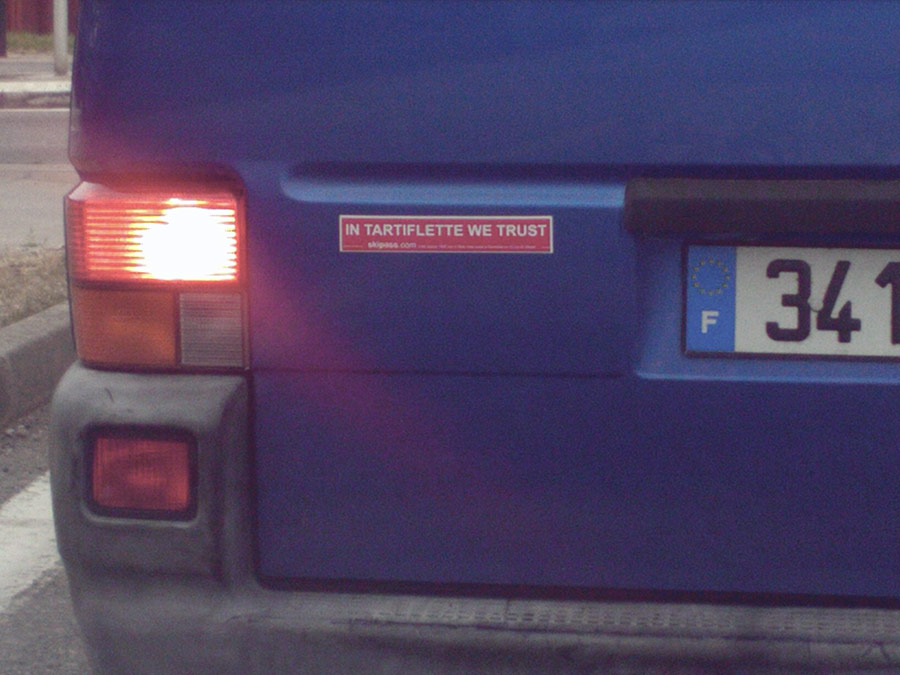 IN TARTIFLETTE WE TRUST
skipass.com
F
341